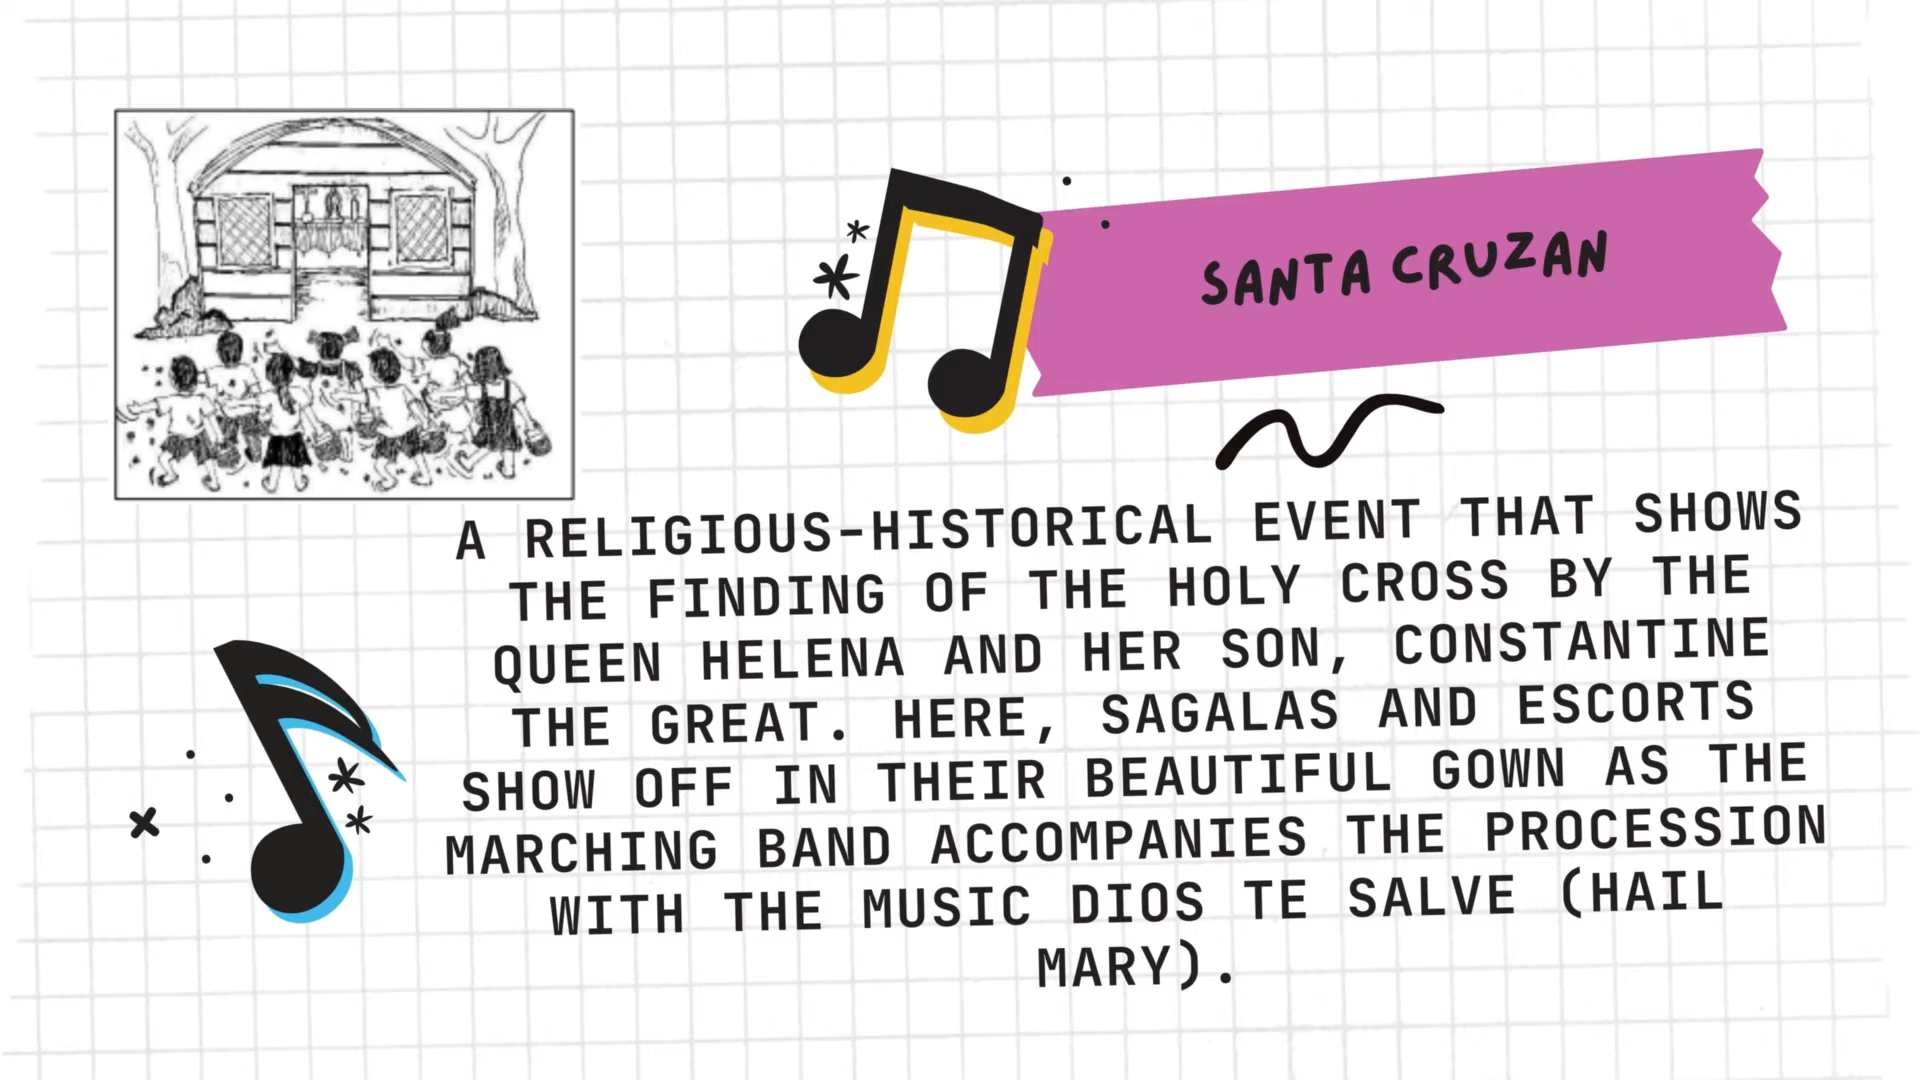 SANTA CRUZAN
A RELIGIOUS-HISTORICAL EVENT THAT SHOWS
THE FINDING OF THE HOLY CROSS BY THE
QUEEN HELENA AND HER SON, CONSTANTINE
THE GREAT. HERE, SAGALAS AND ESCORTS
SHOW OFF IN THEIR BEAUTIFUL GOWN AS THE
MARCHING BAND ACCOMPANIES THE PROCESSION
WITH THE MUSIC DIOS TE SALVE (HAIL
MARY).